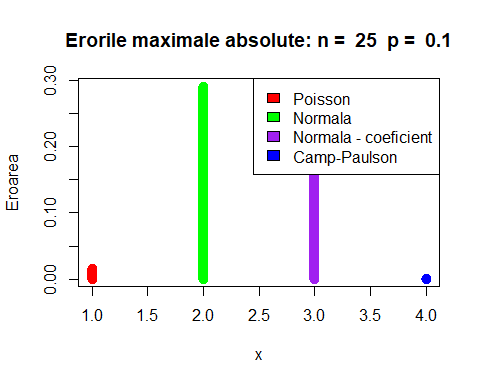 Erorile maximale absolute: n = 25 p = 0.1
Poisson
Normala
Normala - coeficient
Camp-Paulson
Eroarea
0.30
0.20
0.10
0.00
1.0 1.5 2.0 2.5 3.0 3.5 4.0
x